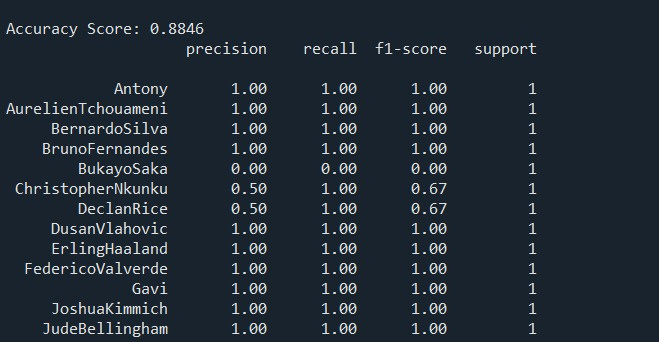 Accuracy Score: 0.8846
precision recall f1-score support
Antony 1.00 1.00 1.00 1
AurelienTchouameni 1.00 1.00 1.00 1
BernardoSilva 1.00 1.00 1.00 1
BrunoFernandes 1.00 1.00 1.00 1
BukayoSaka 0.00 0.00 0.00 1
ChristopherNkunku 0.50 1.00 0.67 1
DeclanRice 0.50 1.00 0.67 1
DusanVlahovic 1.00 1.00 1.00 1
ErlingHaaland 1.00 1.00 1.00 1
FedericoValverde 1.00 1.00 1.00 1
Gavi 1.00 1.00 1.00 1
JoshuaKimmich 1.00 1.00 1.00 1
JudeBellingham 1.00 1.00 1.00 1